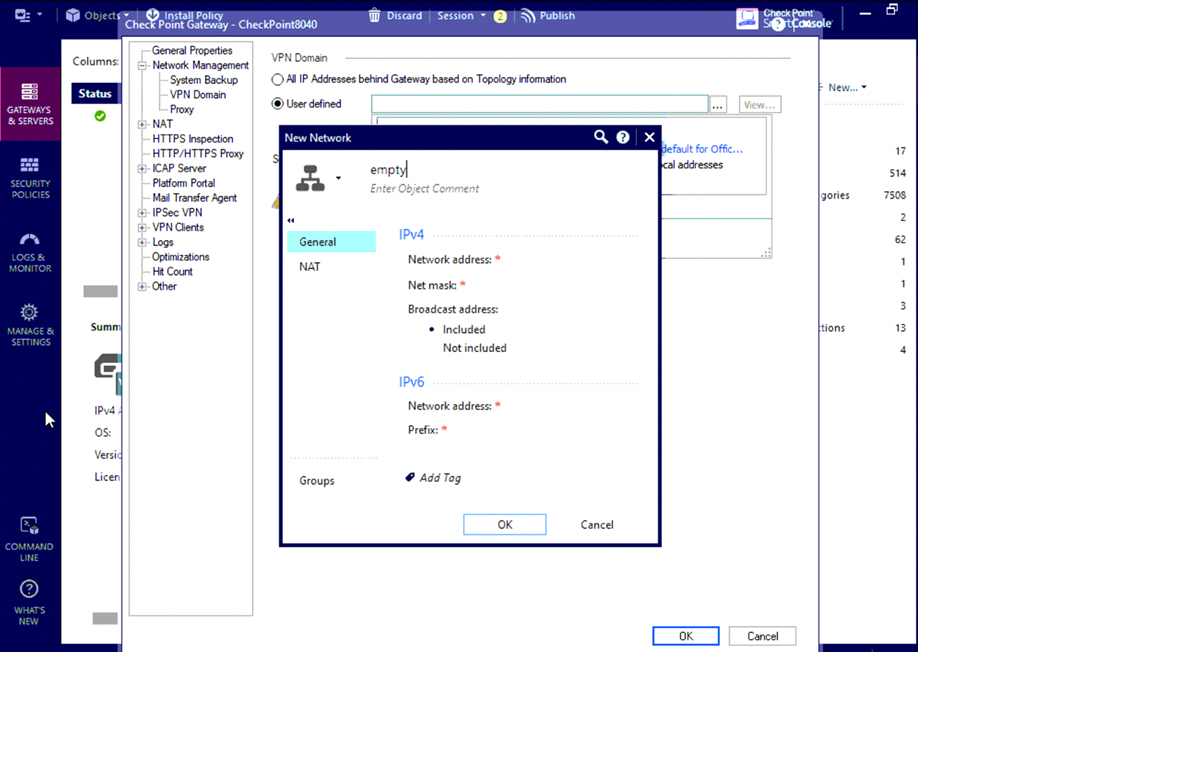 Objects
Install Policy
Discard
Session
2
Publish
Check Point
SmartConsole
Check Point Gateway - CheckPoint8040
GATEWAYS
& SERVERS
SECURITY
POLICIES
LOGS &
MONITOR
MANAGE &
SETTINGS
COMMAND
LINE
WHAT'S
NEW
Columns:
Status
Summ
IPv4
OS:
Versio
Licen
General Properties
Network Management
System Backup
VPN Domain
Proxy
NAT
HTTPS Inspection
HTTP/HTTPS Proxy
ICAP Server
Platform Portal
Mail Transfer Agent
IPSec VPN
VPN Clients
Logs
Optimizations
Hit Count
Other
VPN Domain
All IP Addresses behind Gateway based on Topology information
User defined
...
View...
New Network
empty
Enter Object Comment
General
NAT
IPv4
Network address: *
Net mask: *
Broadcast address:
Included
Not included
IPv6
Network address: *
Prefix: *
Add Tag
Groups
OK
Cancel
default for Offic...
cal addresses
OK
Cancel
New...
17
514
gories 7508
2
62
1
1
3
ctions 13
4